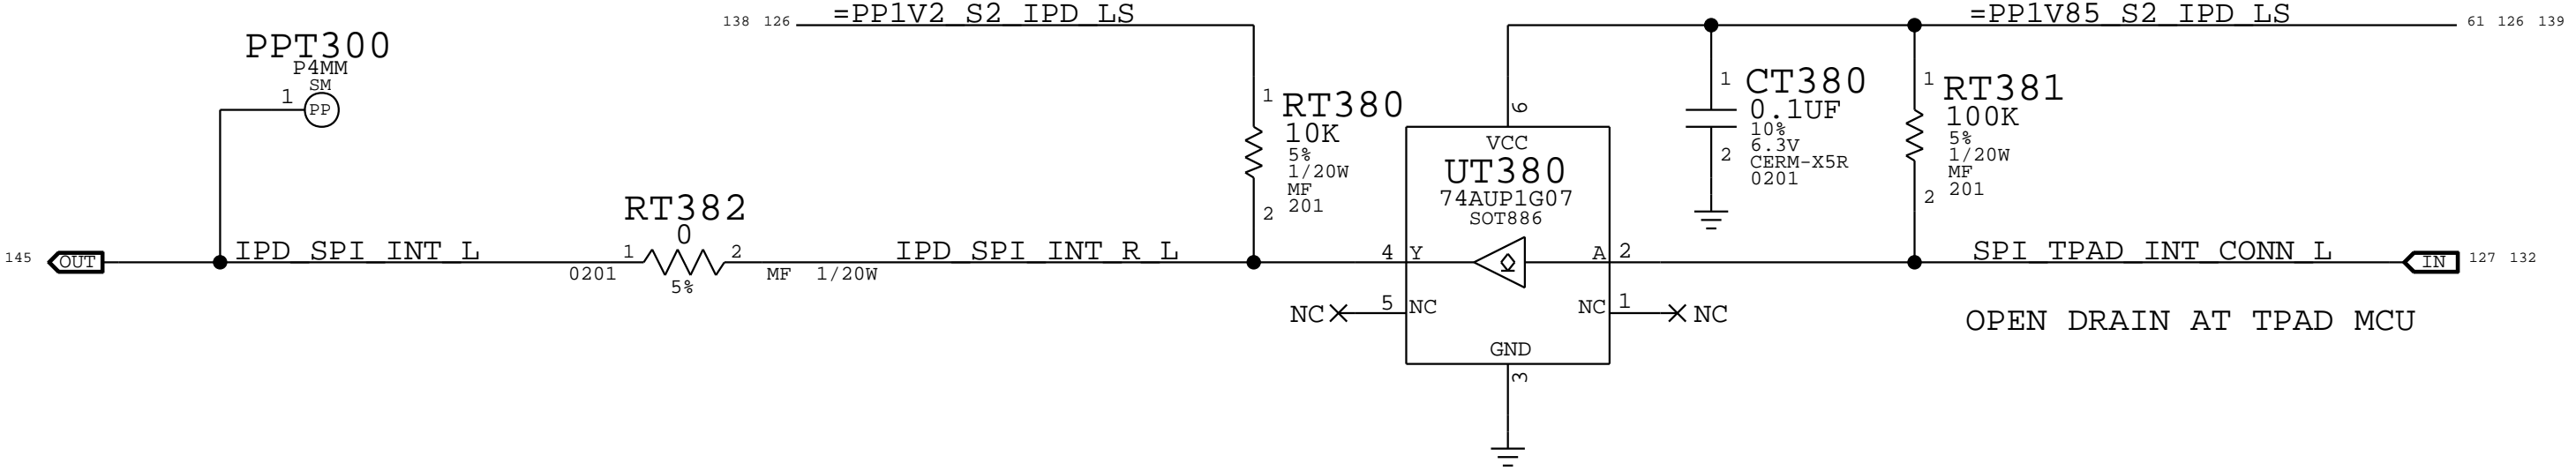 138 126
=PP1V2_S2_IPD_LS
=PP1V85_S2_IPD_LS
61 126 139
PPT300
P4MM
SM
1
PP
1
RT380
10K
5%
1/20W
MF
201
2
6
VCC
UT380
74AUP1G07
SOT886
1
CT380
0.1UF
10%
6.3V
CERM-X5R
0201
2
1
RT381
100K
5%
1/20W
MF
201
2
RT382
0
145
OUT
IPD_SPI_INT_L
1
2
0201
5%
MF
1/20W
IPD_SPI_INT_R_L
4
Y
A
2
SPI_TPAD_INT_CONN_L
IN
127 132
NC
5
NC
NC
1
NC
OPEN DRAIN AT TPAD MCU
GND
3